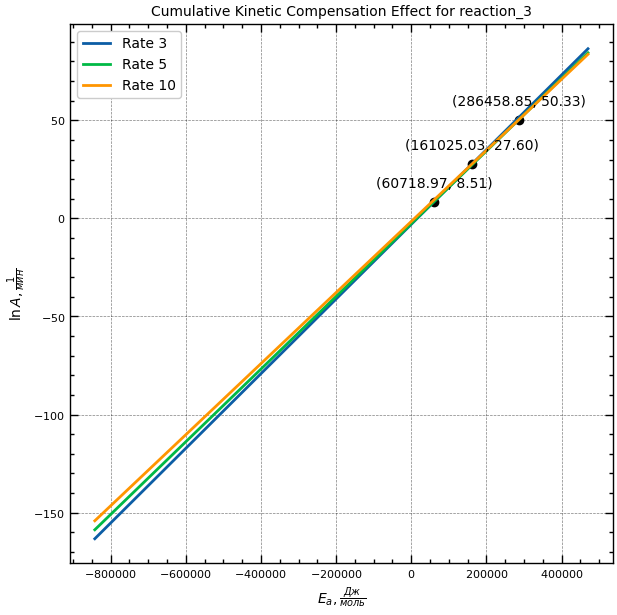 Cumulative Kinetic Compensation Effect for reaction_3
Rate 3
Rate 5
Rate 10
(286458.85, 50.33)
(161025.03, 27.60)
(60718.97, 8.51)
50
0
−50
−100
−150
ln A, 1/мин
−800000 −600000 −400000 −200000 0 200000 400000
E_a, Дж/моль